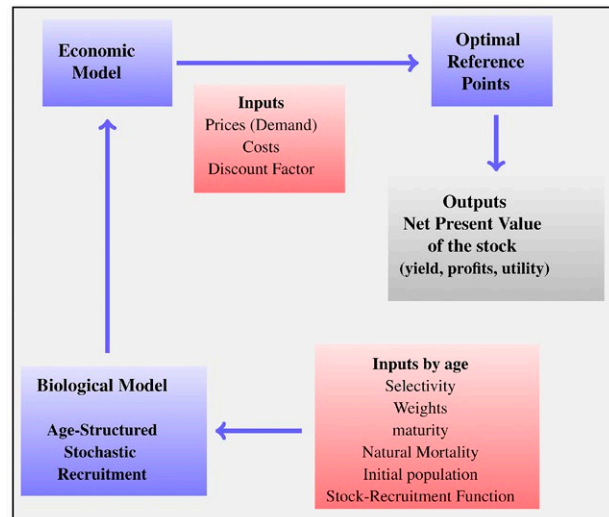 Economic
Model
Optimal
Reference
Points
Inputs
Prices (Demand)
Costs
Discount Factor
Outputs
Net Present Value
of the stock
(yield, profits, utility)
Biological Model
Age-Structured
Stochastic
Recruitment
Inputs by age
Selectivity
Weights
maturity
Natural Mortality
Initial population
Stock-Recruitment Function